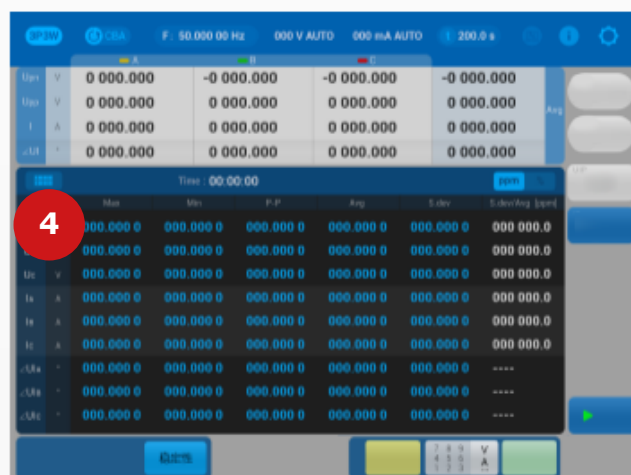 3P3W CBA F: 50.000 00 Hz 000 V AUTO 000 mA AUTO 200.0 s
A B C
V 0 000.000 -0 000.000 -0 000.000 -0 000.000
V 0 000.000 0 000.000 0 000.000 0 000.000 Avg
I A 0 000.000 0 000.000 0 000.000 0 000.000
∠UI ° 0 000.000 0 000.000 0 000.000 0 000.000
Time : 00:00:00 ppm %
Max Min P-P Avg S.dev S.dev/Avg [ppm]
4
000.000 0 000.000 0 000.000 0 000.000 0 000.000 0 000 000.0
000.000 0 000.000 0 000.000 0 000.000 0 000.000 0 000 000.0
Uc V 000.000 0 000.000 0 000.000 0 000.000 0 000.000 0 000 000.0
Ia A 000.000 0 000.000 0 000.000 0 000.000 0 000.000 0 000 000.0
Ib A 000.000 0 000.000 0 000.000 0 000.000 0 000.000 0 000 000.0
Ic A 000.000 0 000.000 0 000.000 0 000.000 0 000.000 0 000 000.0
∠UIa ° 000.000 0 000.000 0 000.000 0 000.000 0 000.000 0 ----
∠UIb ° 000.000 0 000.000 0 000.000 0 000.000 0 000.000 0 ----
∠UIc ° 000.000 0 000.000 0 000.000 0 000.000 0 000.000 0 ----
稳定性
7 8 9 V
4 5 6 A
1 2 3